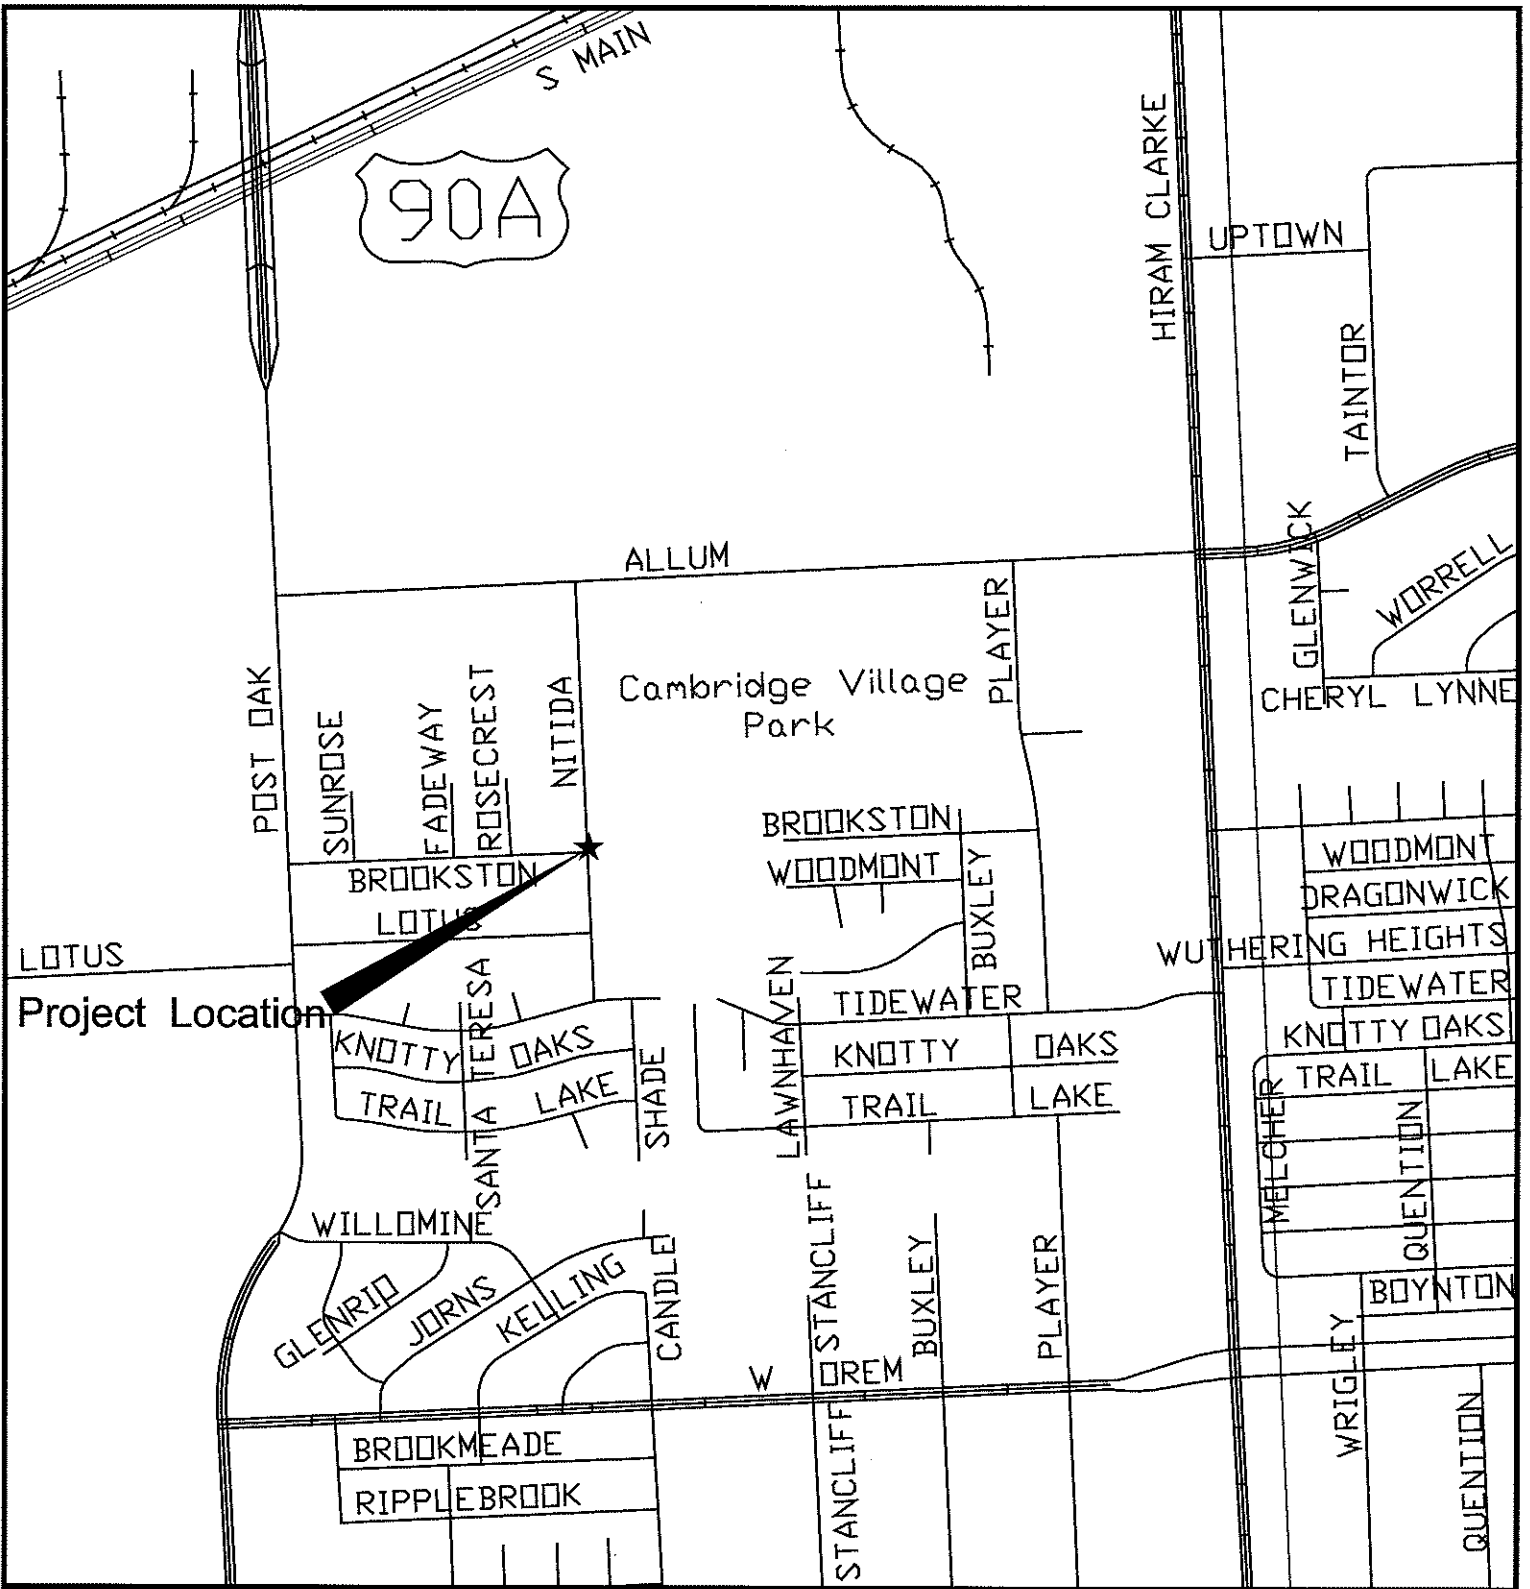 S MAIN
90A
HIRAM CLARKE
UPTOWN
TAINTOR
ALLUM
GLENWICK
WORRELL
CHERYL LYNNE
POST OAK
SUNROSE
FADEWAY
ROSECREST
NITIDA
Cambridge Village
Park
PLAYER
BROOKSTON
LOTUS
LOTUS
Project Location
BROOKSTON
WOODMONT
BUXLEY
WOODMONT
DRAGONWICK
WUTHERING HEIGHTS
TIDEWATER
KNOTTY OAKS
TRAIL LAKE
LAWNHAVEN
TIDEWATER
KNOTTY OAKS
TRAIL LAKE
KNOTTY OAKS
TRAIL LAKE
SANTA TERESA
SHADE
MELCHER
QUENTION
BOYNTON
WILLOMINE
GLENRIO
JORNS
KELLING
CANDLE
STANCLIFF
BUXLEY
PLAYER
W OREM
WRIGLEY
QUENTION
BROOKMEADE
RIPPLEBROOK
STANCLIFF